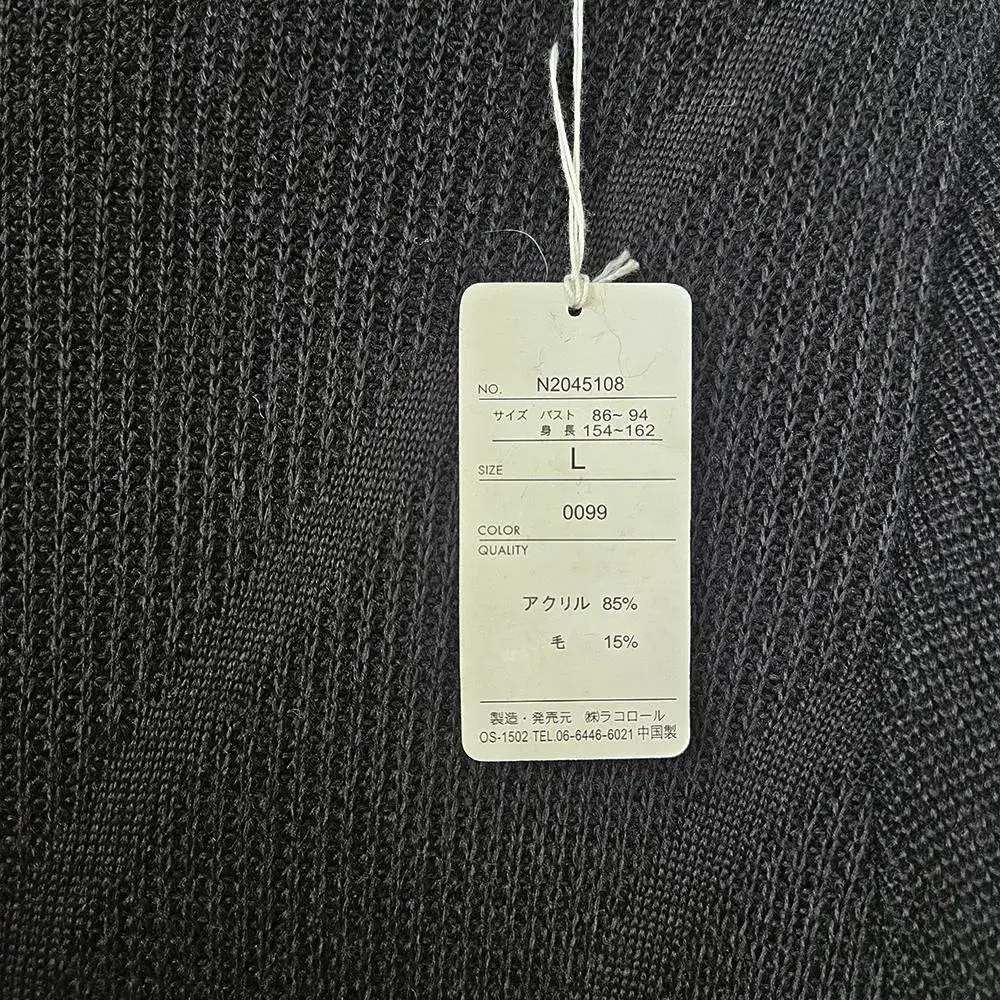 NO. N2045108
サイズ バスト 86~ 94
身 長 154~162
SIZE L
COLOR 0099
QUALITY
アクリル 85%
毛 15%
製造・発売元 ㈱ラコロール
OS-1502 TEL.06-6446-6021 中国製